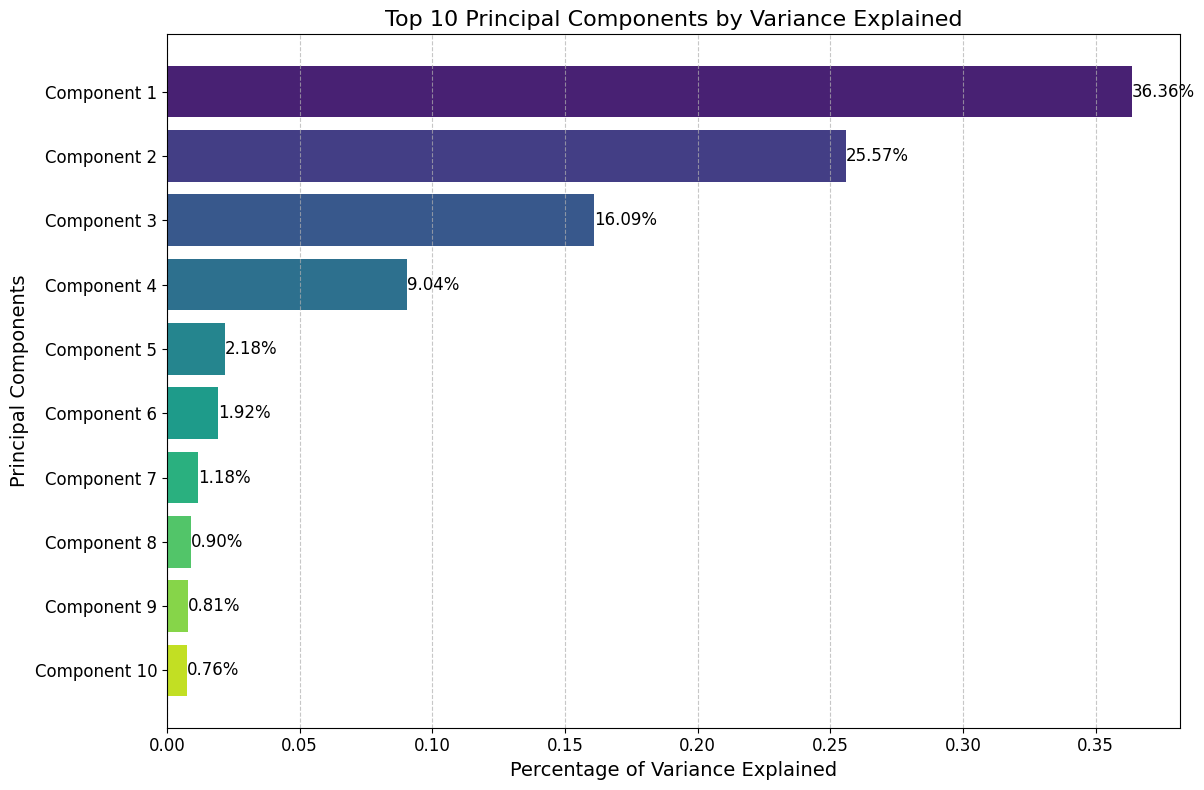 Top 10 Principal Components by Variance Explained
Principal Components
Component 1 36.36%
Component 2 25.57%
Component 3 16.09%
Component 4 9.04%
Component 5 2.18%
Component 6 1.92%
Component 7 1.18%
Component 8 0.90%
Component 9 0.81%
Component 10 0.76%
0.00 0.05 0.10 0.15 0.20 0.25 0.30 0.35
Percentage of Variance Explained